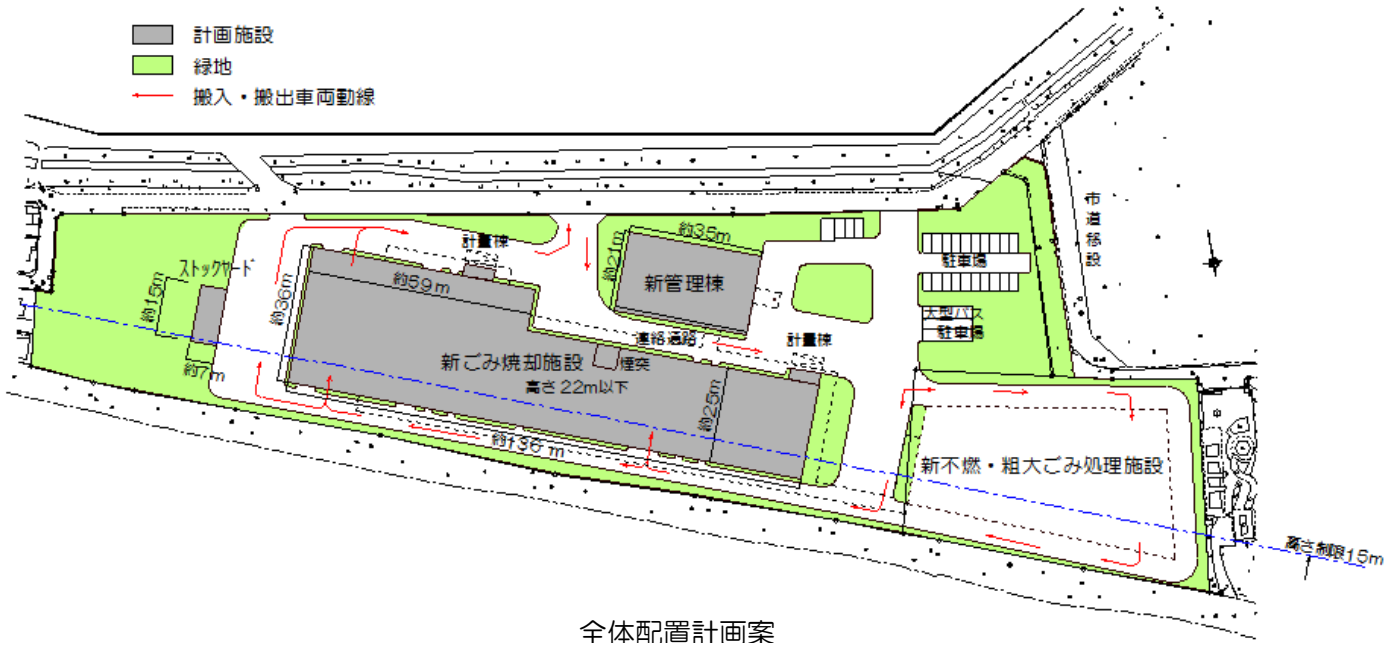 計画施設
緑地
搬入・搬出車両動線
市道移設
計量棟
約35m
約21m
新管理棟
駐車場
ストックヤード
約15m
約36m
約59m
大型バス
駐車場
連絡通路
計量棟
新ごみ焼却施設
煙突
高さ22m以下
約7m
約25m
約136m
新不燃・粗大ごみ処理施設
高さ制限15m
全体配置計画案